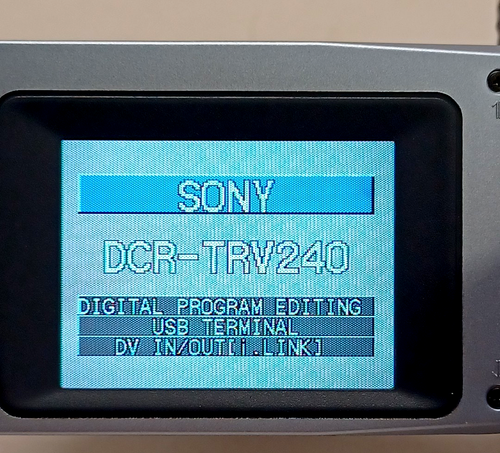 SONY
DCR-TRV240
DIGITAL PROGRAM EDITING
USB TERMINAL
DV IN/OUT[i.LINK]